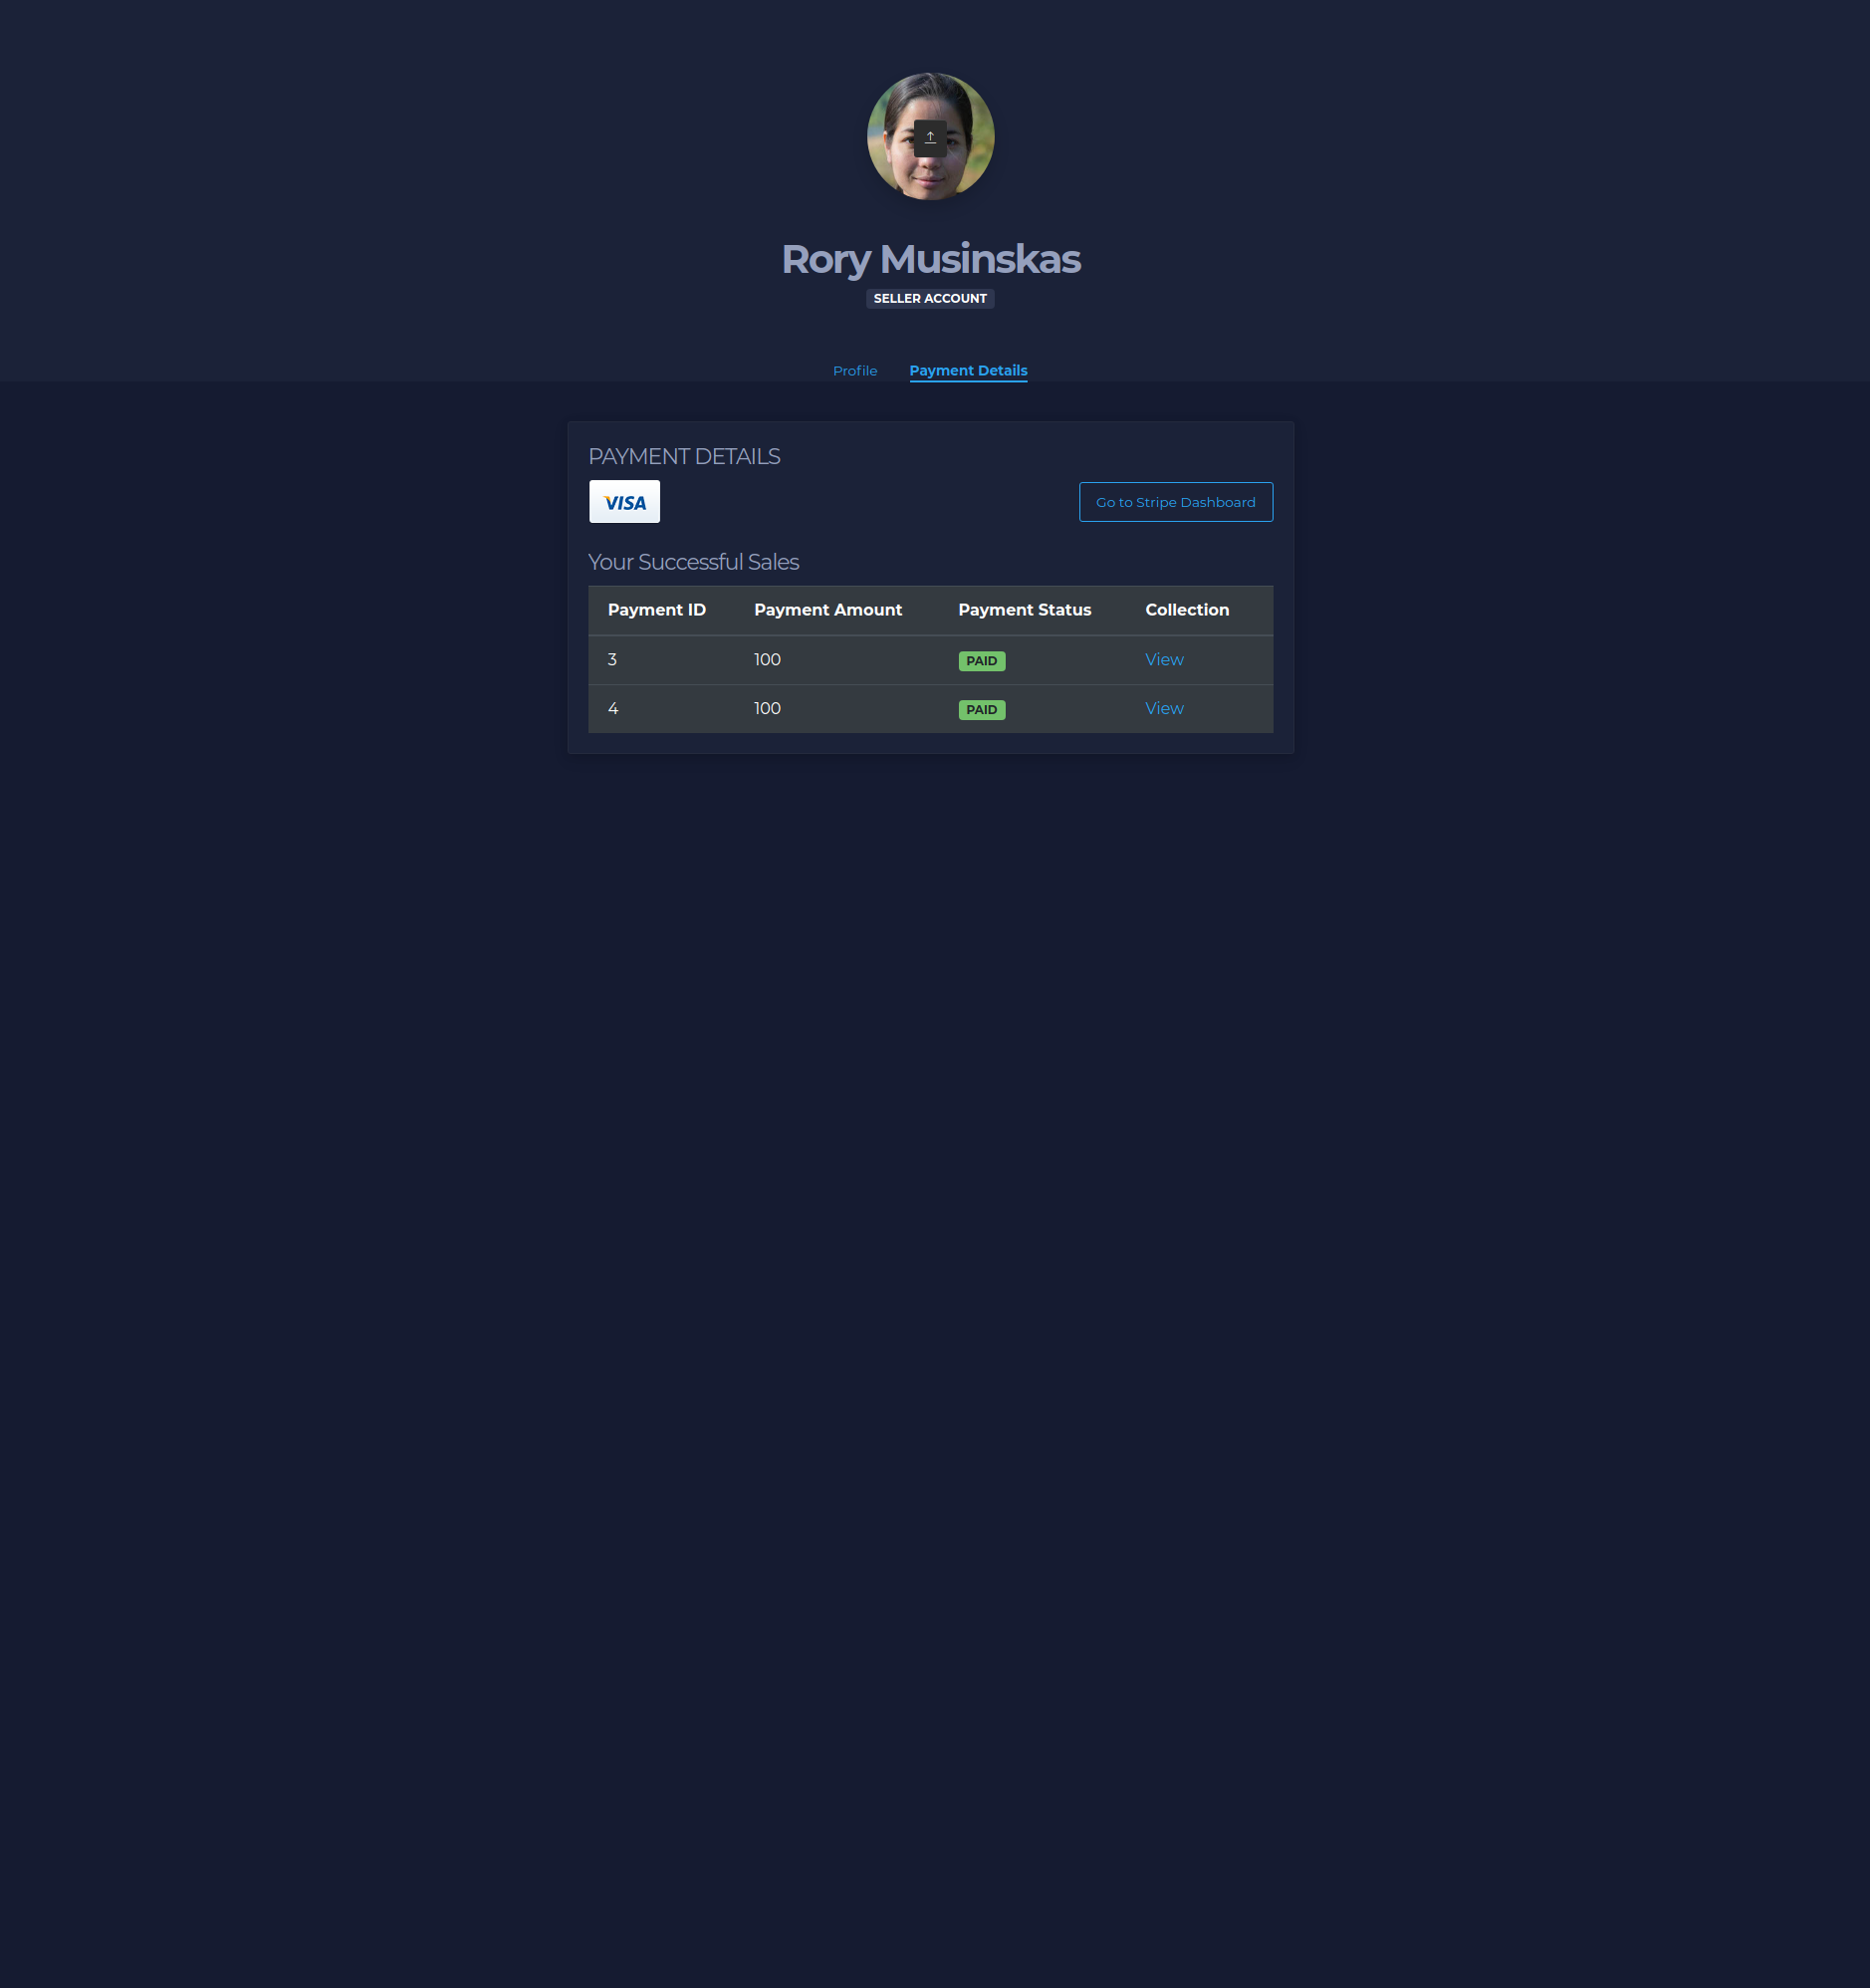 Rory Musinskas
SELLER ACCOUNT
Profile Payment Details
PAYMENT DETAILS
VISA Go to Stripe Dashboard
Your Successful Sales
Payment ID Payment Amount Payment Status Collection
3 100 PAID View
4 100 PAID View